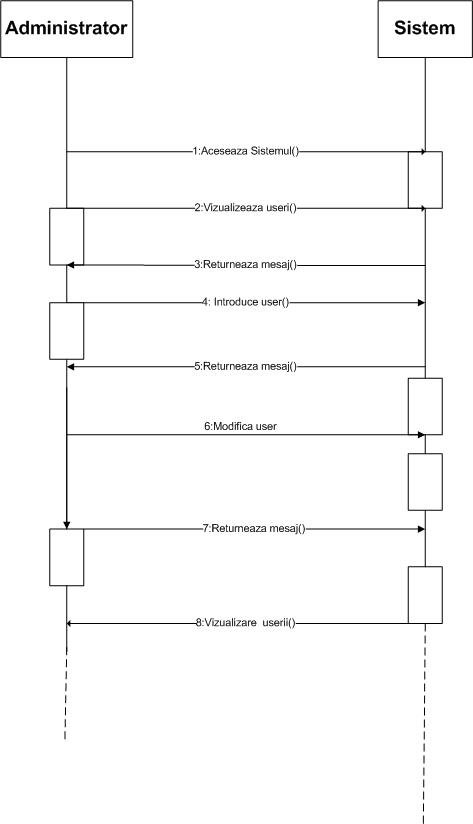 Administrator
Sistem
1:Aceseaza Sistemul()
2:Vizualizeaza useri()
3:Returneaza mesaj()
4: Introduce user()
5:Returneaza mesaj()
6:Modifica user
7:Returneaza mesaj()
8:Vizualizare userii()